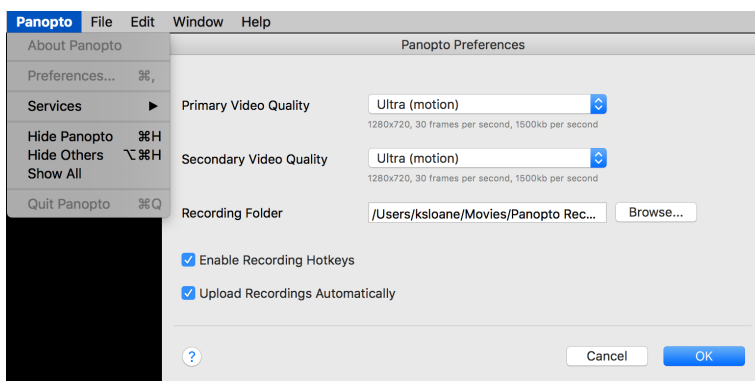 Panopto File Edit Window Help
About Panopto
Preferences... ⌘,
Services ▶
Hide Panopto ⌘H
Hide Others ⌥⌘H
Show All
Quit Panopto ⌘Q
Panopto Preferences
Primary Video Quality Ultra (motion)
1280x720, 30 frames per second, 1500kb per second
Secondary Video Quality Ultra (motion)
1280x720, 30 frames per second, 1500kb per second
Recording Folder /Users/ksloane/Movies/Panopto Rec... Browse...
Enable Recording Hotkeys
Upload Recordings Automatically
? Cancel OK